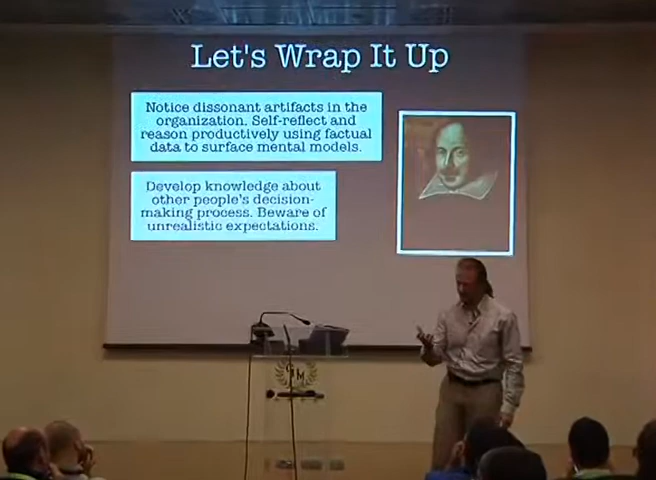 Let's Wrap It Up
Notice dissonant artifacts in the
organization. Self-reflect and
reason productively using factual
data to surface mental models.
Develop knowledge about
other people's decision-
making process. Beware of
unrealistic expectations.